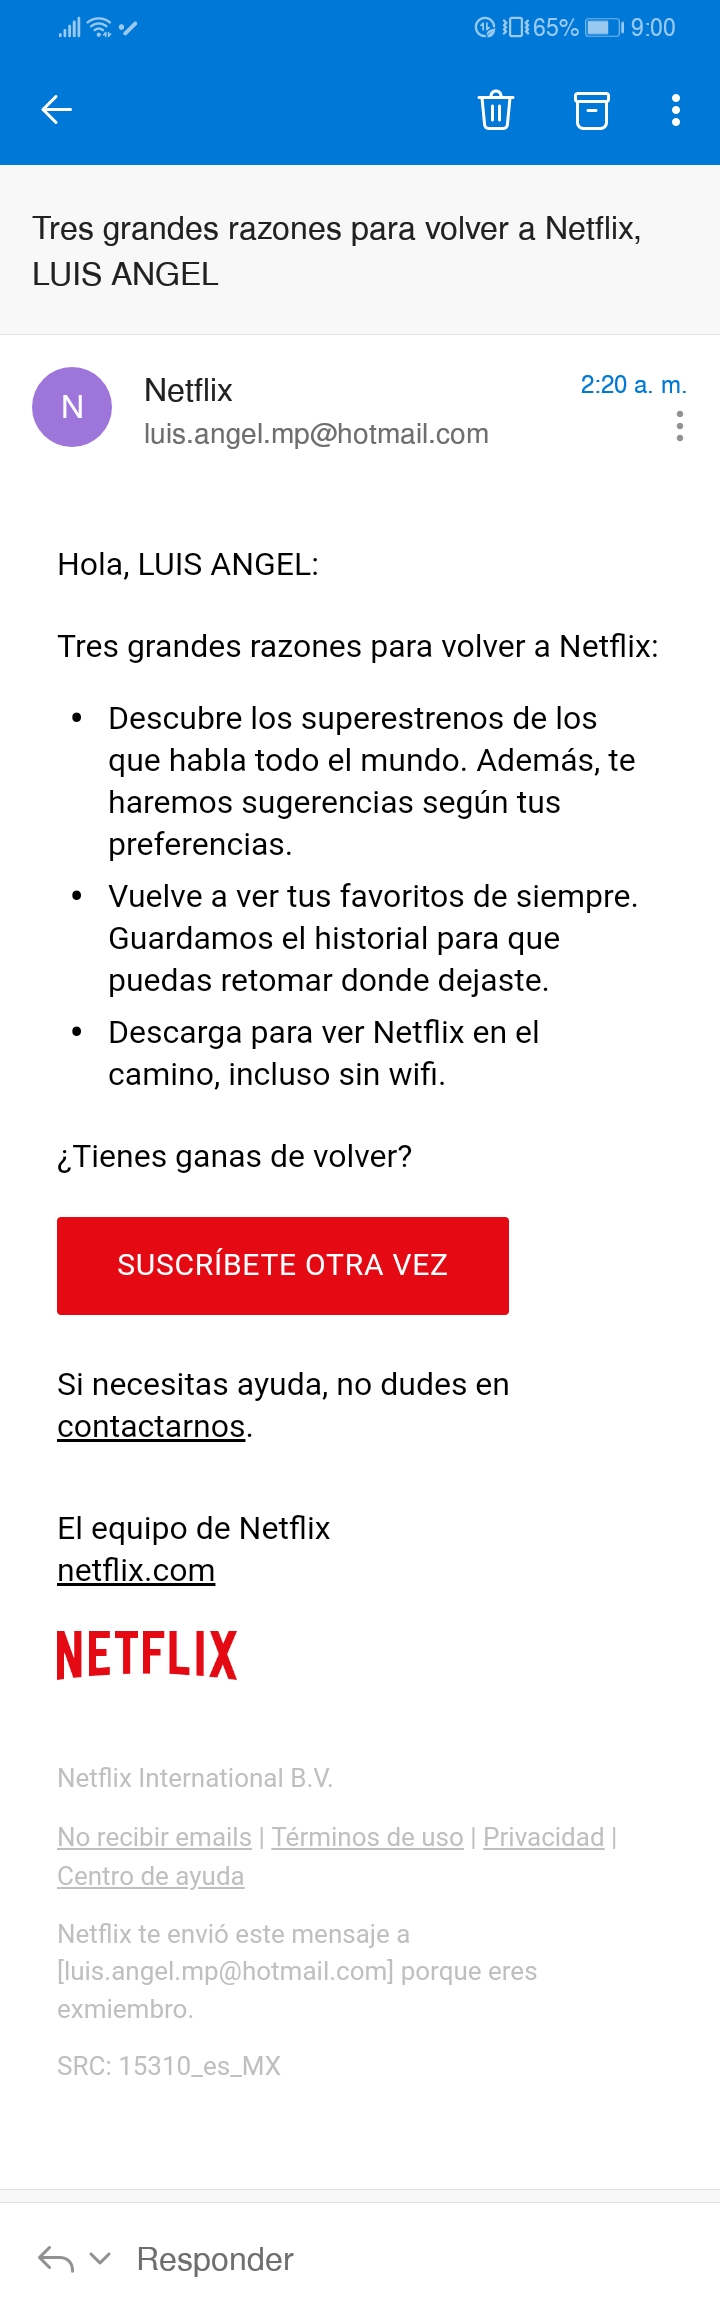 65% 9:00
Tres grandes razones para volver a Netflix,
LUIS ANGEL
N
Netflix
2:20 a. m.
luis.angel.mp@hotmail.com
Hola, LUIS ANGEL:
Tres grandes razones para volver a Netflix:
• Descubre los superestrenos de los
que habla todo el mundo. Además, te
haremos sugerencias según tus
preferencias.
• Vuelve a ver tus favoritos de siempre.
Guardamos el historial para que
puedas retomar donde dejaste.
• Descarga para ver Netflix en el
camino, incluso sin wifi.
¿Tienes ganas de volver?
SUSCRÍBETE OTRA VEZ
Si necesitas ayuda, no dudes en
contactarnos.
El equipo de Netflix
netflix.com
NETFLIX
Netflix International B.V.
No recibir emails | Términos de uso | Privacidad |
Centro de ayuda
Netflix te envió este mensaje a
[luis.angel.mp@hotmail.com] porque eres
exmiembro.
SRC: 15310_es_MX
Responder